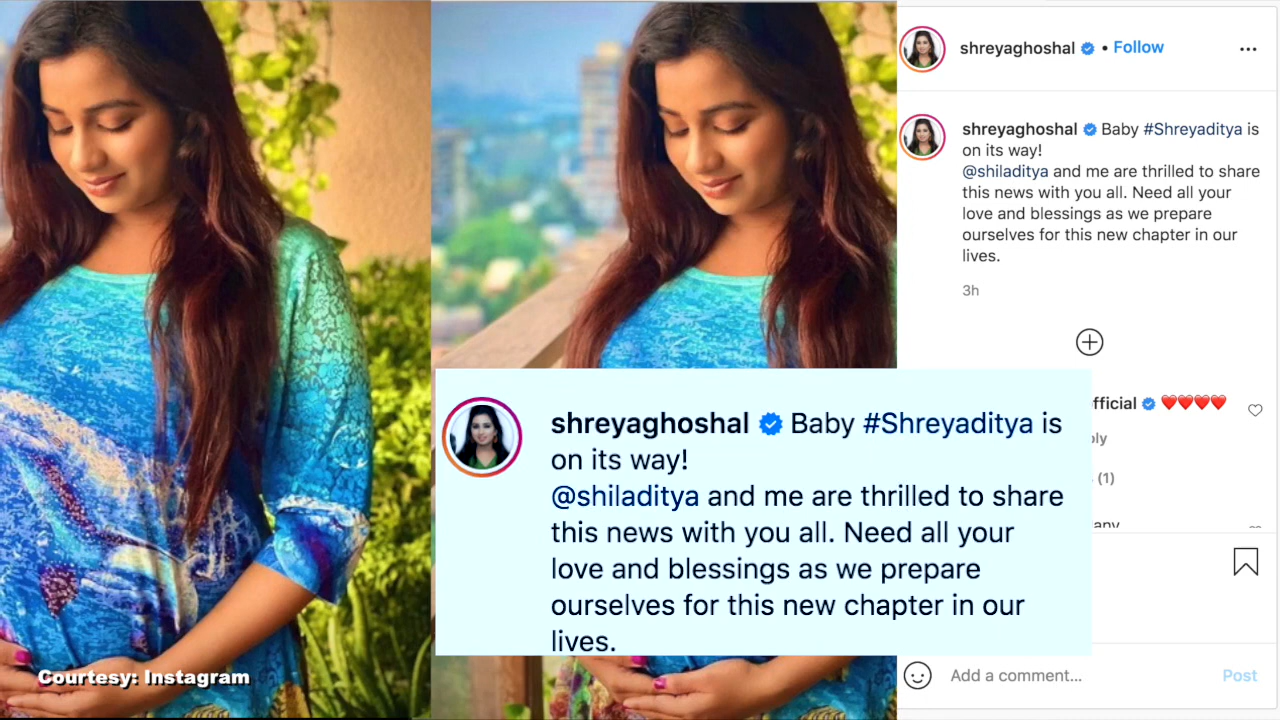 shreyaghoshal • Follow
shreyaghoshal Baby #Shreyaditya is
on its way!
@shiladitya and me are thrilled to share
this news with you all. Need all your
love and blessings as we prepare
ourselves for this new chapter in our
lives.
3h
fficial
ply
(1)
any
shreyaghoshal Baby #Shreyaditya is
on its way!
@shiladitya and me are thrilled to share
this news with you all. Need all your
love and blessings as we prepare
ourselves for this new chapter in our
lives.
Courtesy: Instagram
Add a comment... Post